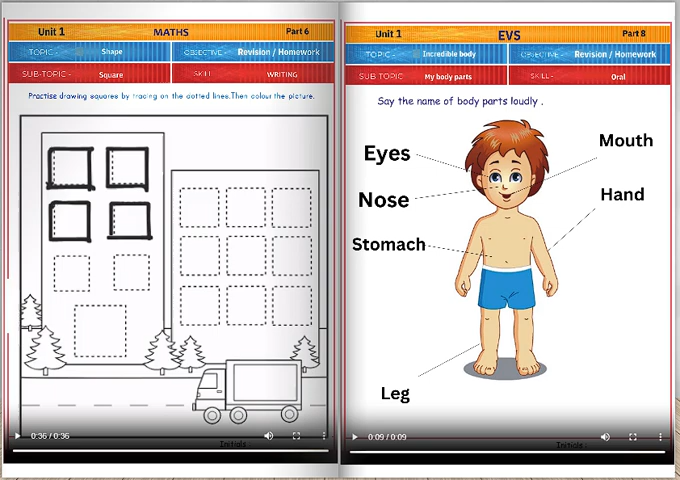 Unit 1 MATHS Part 6
TOPIC - Shape OBJECTIVE - Revision / Homework
SUB-TOPIC - Square SKILL WRITING
Practise drawing squares by tracing on the dotted lines.Then colour the picture.
0:36 / 0:36
Initials
Unit 1 EVS Part 8
TOPIC - Incredible body OBJECTIVE - Revision / Homework
SUB TOPIC My body parts SKILL - Oral
Say the name of body parts loudly .
Eyes
Mouth
Nose
Hand
Stomach
Leg
0:09 / 0:09
Initials :